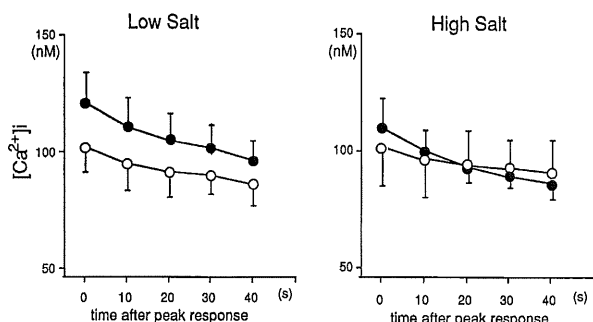 Low Salt
150
(nM)
100
50
[Ca²⁺]i
0 10 20 30 40 (s)
time after peak response
High Salt
150
(nM)
100
50
0 10 20 30 40 (s)
time after peak response